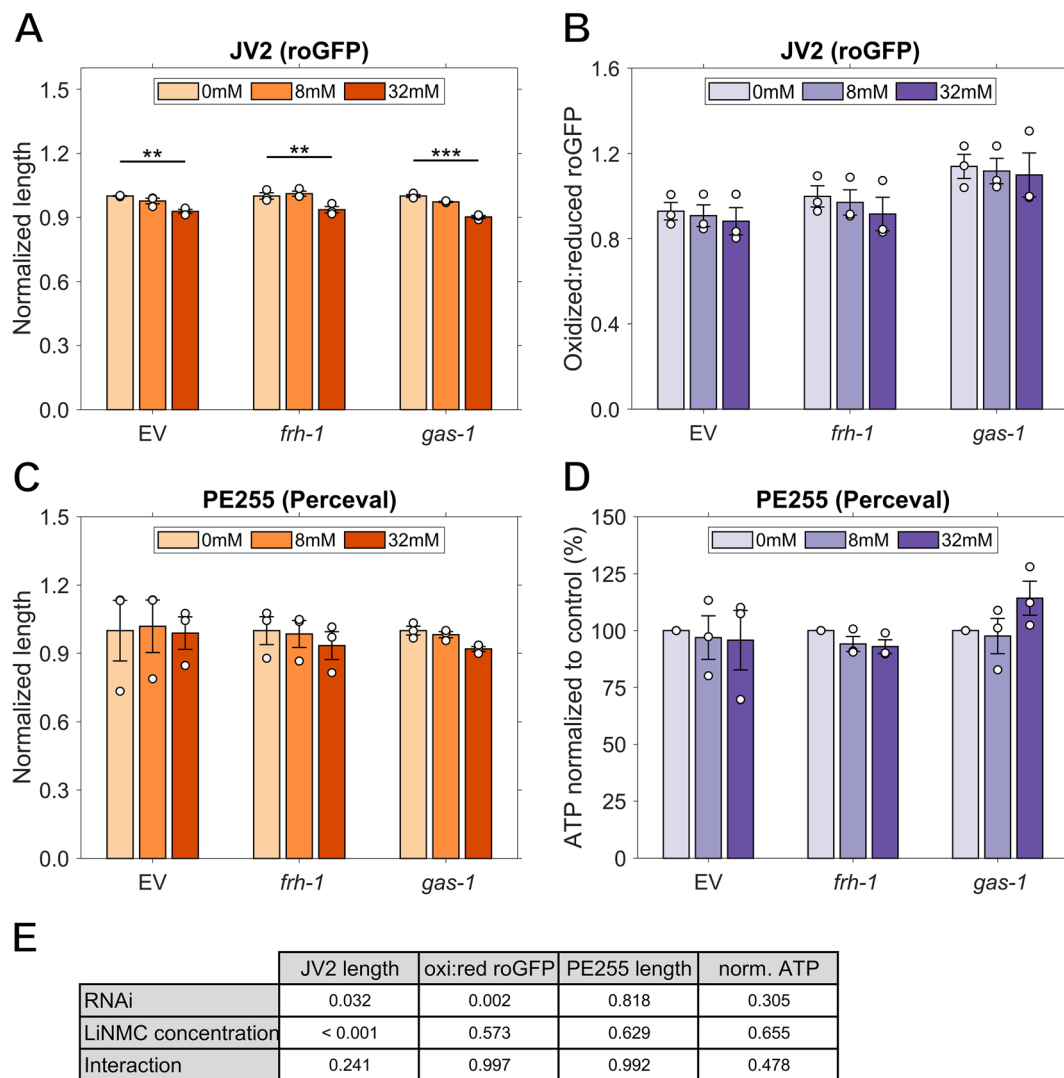 A
JV2 (roGFP)
0mM 8mM 32mM
1.5
1.2
0.9
0.6
0.3
0.0
Normalized length
** ** ***
EV frh-1 gas-1
B
JV2 (roGFP)
0mM 8mM 32mM
1.6
1.2
0.8
0.4
0.0
Oxidized:reduced roGFP
EV frh-1 gas-1
C
PE255 (Perceval)
0mM 8mM 32mM
1.5
1.2
0.9
0.6
0.3
0.0
Normalized length
EV frh-1 gas-1
D
PE255 (Perceval)
0mM 8mM 32mM
150
125
100
75
50
25
0
ATP normalized to control (%)
EV frh-1 gas-1
E
JV2 length oxi:red roGFP PE255 length norm. ATP
RNAi 0.032 0.002 0.818 0.305
LiNMC concentration < 0.001 0.573 0.629 0.655
Interaction 0.241 0.997 0.992 0.478